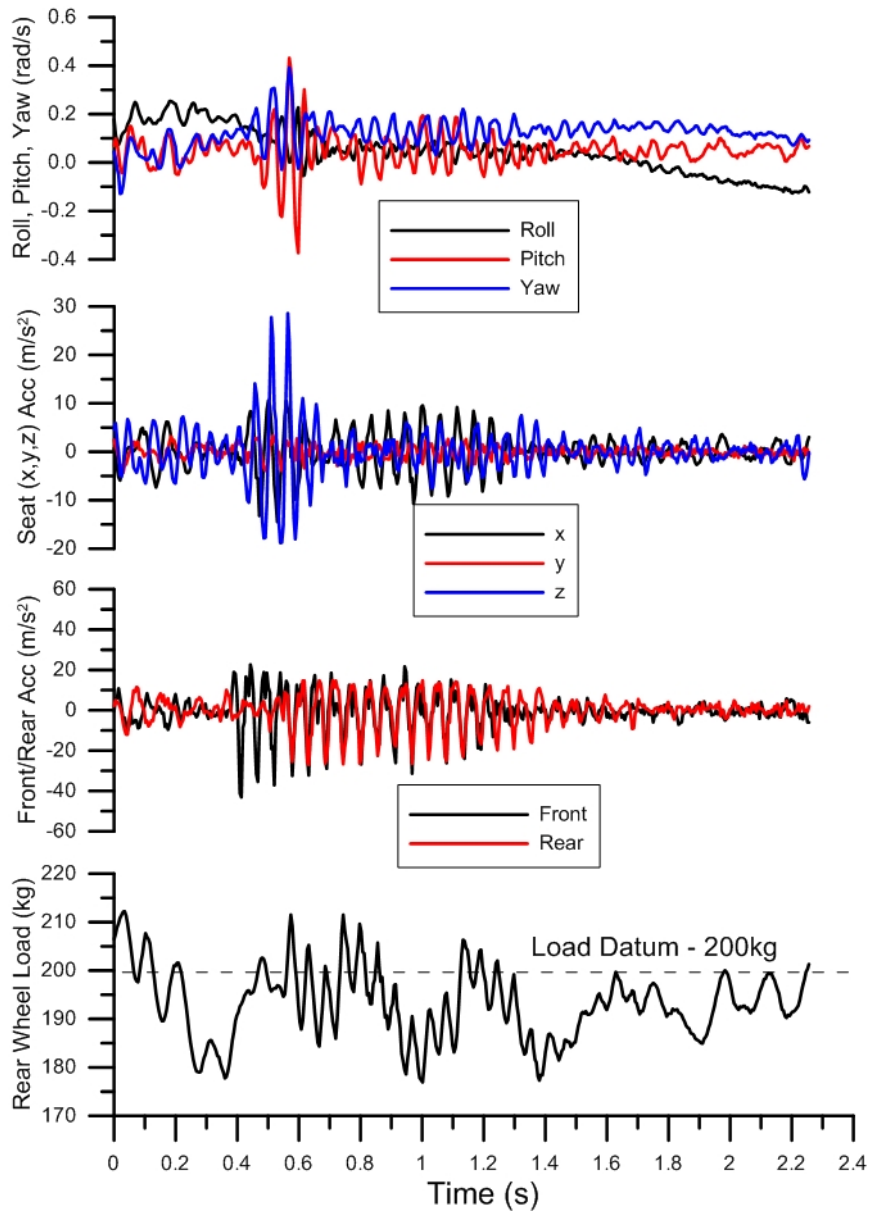 Roll, Pitch, Yaw (rad/s)
0.6
0.4
0.2
0.0
-0.2
-0.4
Roll
Pitch
Yaw
Seat (x,y,z) Acc (m/s²)
30
20
10
0
-10
-20
x
y
z
Front/Rear Acc (m/s²)
60
40
20
0
-20
-40
-60
Front
Rear
Rear Wheel Load (kg)
220
210
200
190
180
170
Load Datum - 200kg
0 0.2 0.4 0.6 0.8 1 1.2 1.4 1.6 1.8 2 2.2 2.4
Time (s)